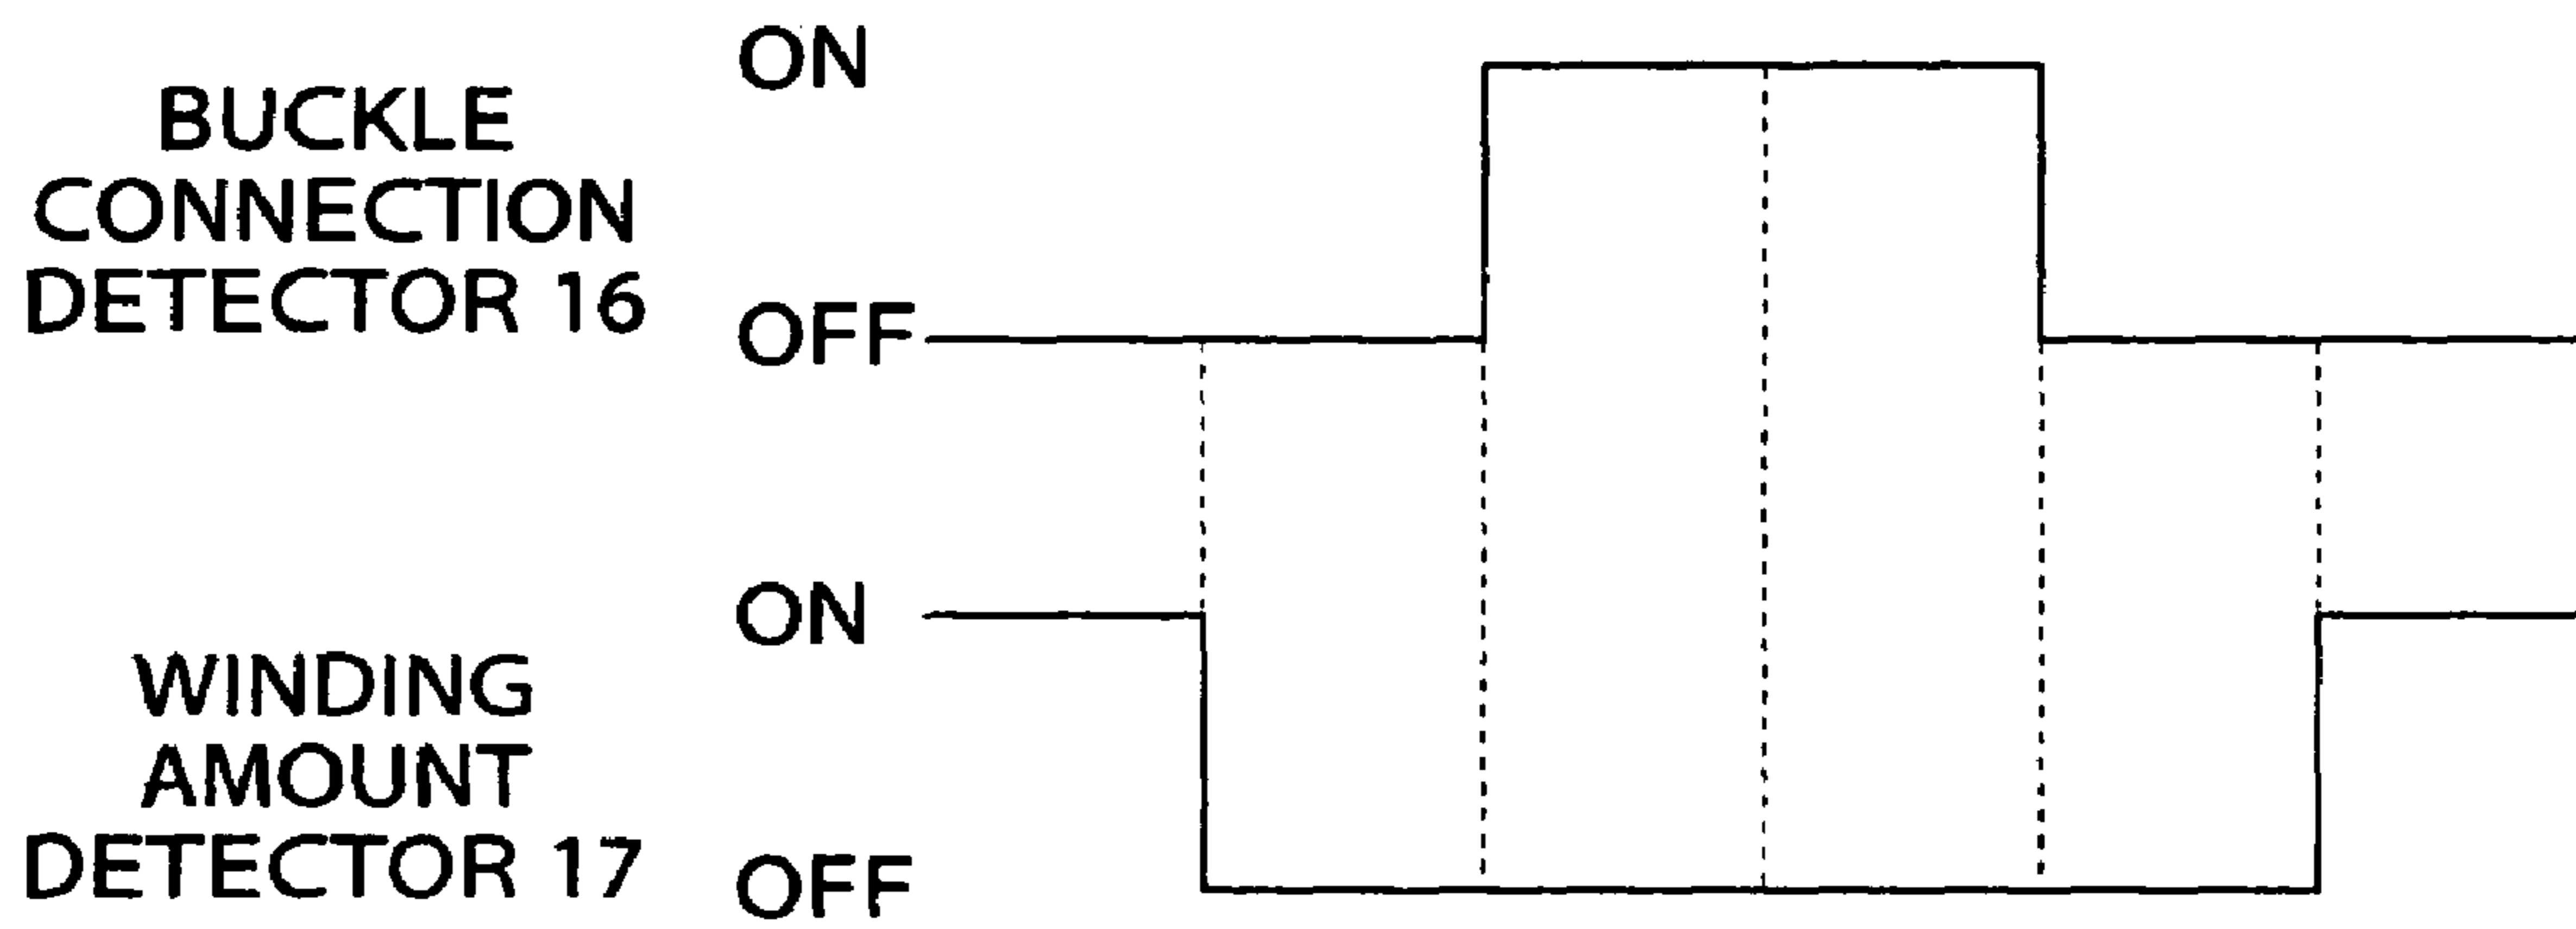 BUCKLE
CONNECTION
DETECTOR 16
ON
OFF
WINDING
AMOUNT
DETECTOR 17
ON
OFF